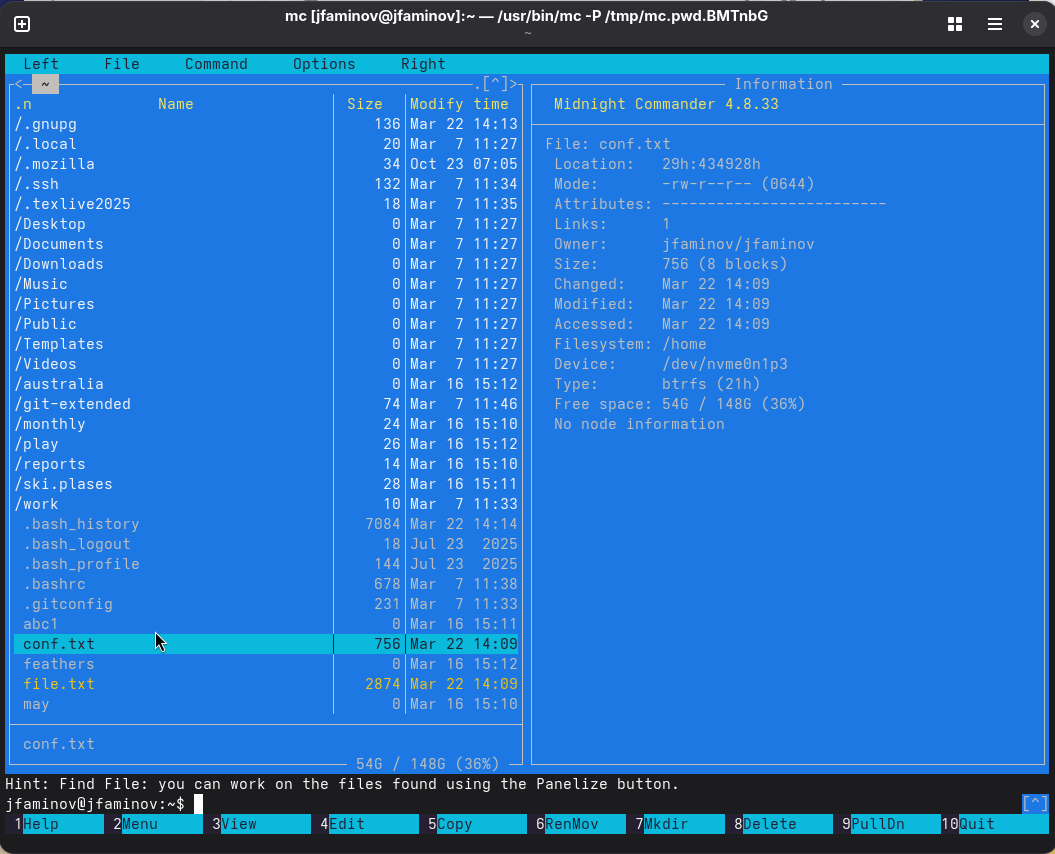 mc [jfaminov@jfaminov]:~ — /usr/bin/mc -P /tmp/mc.pwd.BMTnbG
~
Left File Command Options Right
<─ ~ ─.[^]>
.n Name Size Modify time
/.gnupg 136 Mar 22 14:13
/.local 20 Mar 7 11:27
/.mozilla 34 Oct 23 07:05
/.ssh 132 Mar 7 11:34
/.texlive2025 18 Mar 7 11:35
/Desktop 0 Mar 7 11:27
/Documents 0 Mar 7 11:27
/Downloads 0 Mar 7 11:27
/Music 0 Mar 7 11:27
/Pictures 0 Mar 7 11:27
/Public 0 Mar 7 11:27
/Templates 0 Mar 7 11:27
/Videos 0 Mar 7 11:27
/australia 0 Mar 16 15:12
/git-extended 74 Mar 7 11:46
/monthly 24 Mar 16 15:10
/play 26 Mar 16 15:12
/reports 14 Mar 16 15:10
/ski.plases 28 Mar 16 15:11
/work 10 Mar 7 11:33
.bash_history 7084 Mar 22 14:14
.bash_logout 18 Jul 23 2025
.bash_profile 144 Jul 23 2025
.bashrc 678 Mar 7 11:38
.gitconfig 231 Mar 7 11:33
abc1 0 Mar 16 15:11
conf.txt 756 Mar 22 14:09
feathers 0 Mar 16 15:12
file.txt 2874 Mar 22 14:09
may 0 Mar 16 15:10
conf.txt
54G / 148G (36%)
Information
Midnight Commander 4.8.33
File: conf.txt
Location: 29h:434928h
Mode: -rw-r--r-- (0644)
Attributes: -------------------------
Links: 1
Owner: jfaminov/jfaminov
Size: 756 (8 blocks)
Changed: Mar 22 14:09
Modified: Mar 22 14:09
Accessed: Mar 22 14:09
Filesystem: /home
Device: /dev/nvme0n1p3
Type: btrfs (21h)
Free space: 54G / 148G (36%)
No node information
Hint: Find File: you can work on the files found using the Panelize button.
jfaminov@jfaminov:~$ [^]
1Help 2Menu 3View 4Edit 5Copy 6RenMov 7Mkdir 8Delete 9PullDn 10Quit